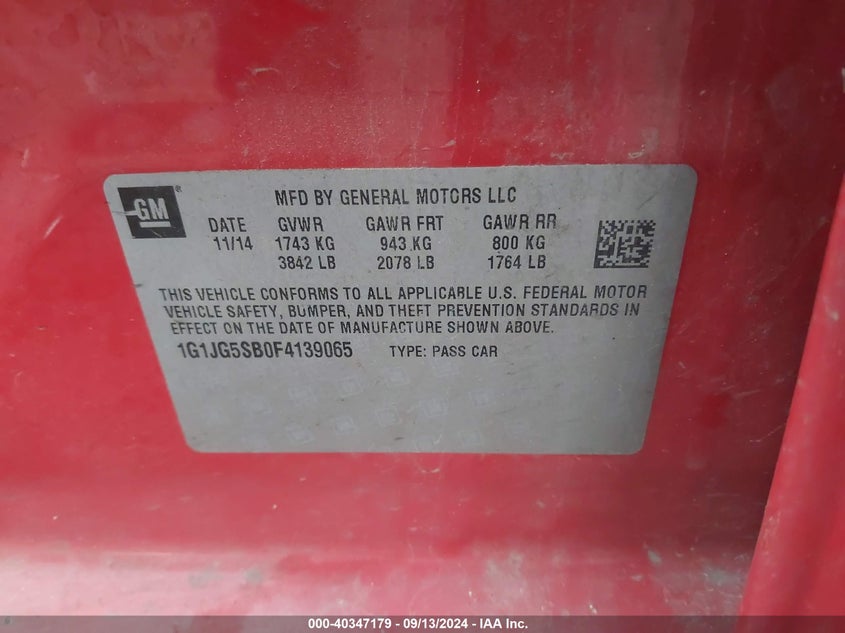 GM ®
MFD BY GENERAL MOTORS LLC
DATE GVWR GAWR FRT GAWR RR
11/14 1743 KG 943 KG 800 KG
3842 LB 2078 LB 1764 LB
THIS VEHICLE CONFORMS TO ALL APPLICABLE U.S. FEDERAL MOTOR
VEHICLE SAFETY, BUMPER, AND THEFT PREVENTION STANDARDS IN
EFFECT ON THE DATE OF MANUFACTURE SHOWN ABOVE.
1G1JG5SB0F4139065 TYPE: PASS CAR
000-40347179 - 09/13/2024 - IAA Inc.